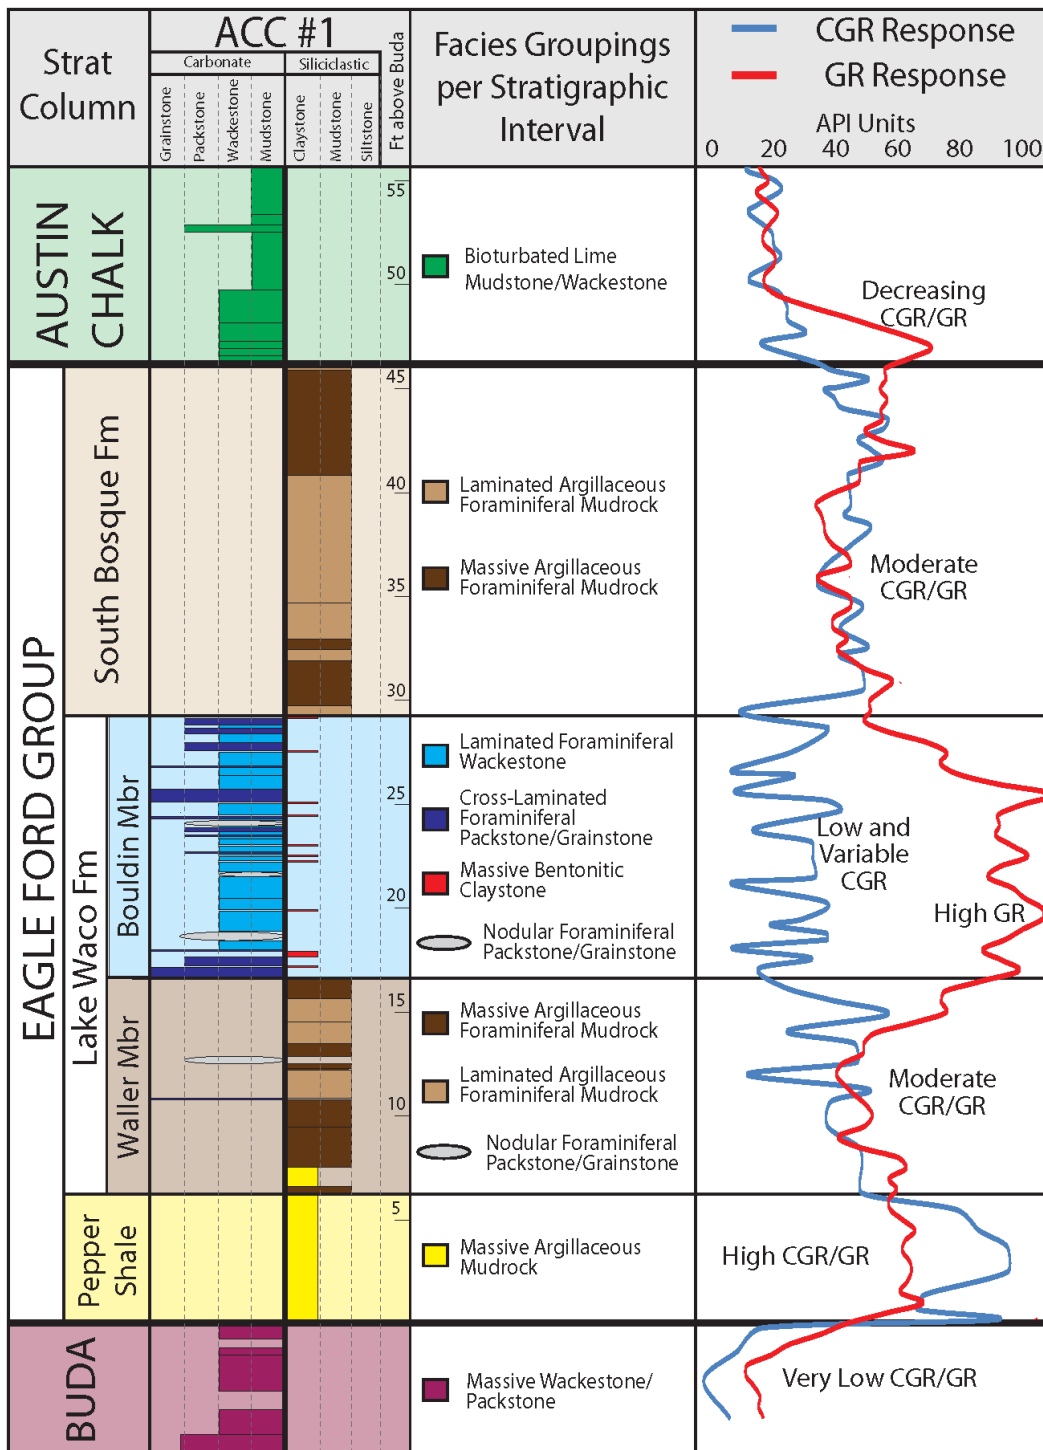 Strat
Column
ACC #1
Carbonate
Siliciclastic
Grainstone
Packstone
Wackestone
Mudstone
Claystone
Mudstone
Siltstone
Ft above Buda
Facies Groupings
per Stratigraphic
Interval
CGR Response
GR Response
API Units
0 20 40 60 80 100
AUSTIN
CHALK
55
50
Bioturbated Lime
Mudstone/Wackestone
Decreasing
CGR/GR
EAGLE FORD GROUP
South Bosque Fm
45
40
35
30
Laminated Argillaceous
Foraminiferal Mudrock
Massive Argillaceous
Foraminiferal Mudrock
Moderate
CGR/GR
Lake Waco Fm
Bouldin Mbr
25
20
Laminated Foraminiferal
Wackestone
Cross-Laminated
Foraminiferal
Packstone/Grainstone
Massive Bentonitic
Claystone
Nodular Foraminiferal
Packstone/Grainstone
Low and
Variable
CGR
High GR
Waller Mbr
15
10
Massive Argillaceous
Foraminiferal Mudrock
Laminated Argillaceous
Foraminiferal Mudrock
Nodular Foraminiferal
Packstone/Grainstone
Moderate
CGR/GR
Pepper
Shale
5
Massive Argillaceous
Mudrock
High CGR/GR
BUDA
Massive Wackestone/
Packstone
Very Low CGR/GR